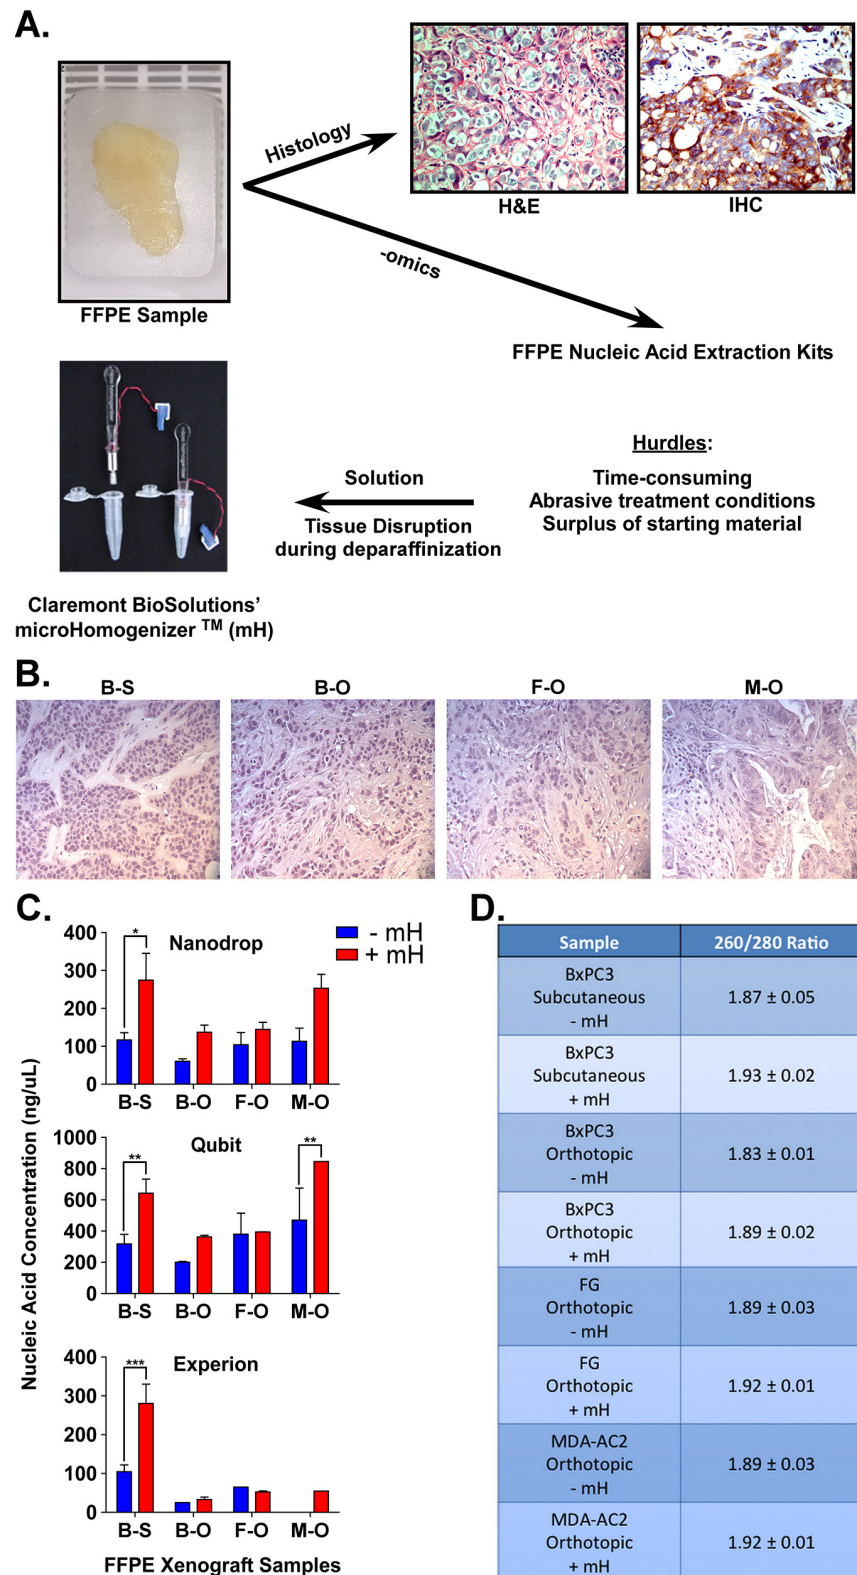 A.
Histology
H&E
IHC
-omics
FFPE Sample
FFPE Nucleic Acid Extraction Kits
Hurdles:
Time-consuming
Abrasive treatment conditions
Surplus of starting material
Solution
Tissue Disruption
during deparaffinization
Claremont BioSolutions’
microHomogenizer TM (mH)
B.
B-S
B-O
F-O
M-O
C.
Nucleic Acid Concentration (ng/uL)
Nanodrop
- mH
+ mH
400
300
200
100
0
*
B-S
B-O
F-O
M-O
Qubit
1000
800
600
400
200
0
**
**
B-S
B-O
F-O
M-O
Experion
400
300
200
100
0
***
B-S
B-O
F-O
M-O
FFPE Xenograft Samples
D.
Sample 260/280 Ratio
BxPC3
Subcutaneous
- mH
1.87 ± 0.05
BxPC3
Subcutaneous
+ mH
1.93 ± 0.02
BxPC3
Orthotopic
- mH
1.83 ± 0.01
BxPC3
Orthotopic
+ mH
1.89 ± 0.02
FG
Orthotopic
- mH
1.89 ± 0.03
FG
Orthotopic
+ mH
1.92 ± 0.01
MDA-AC2
Orthotopic
- mH
1.89 ± 0.03
MDA-AC2
Orthotopic
+ mH
1.92 ± 0.01